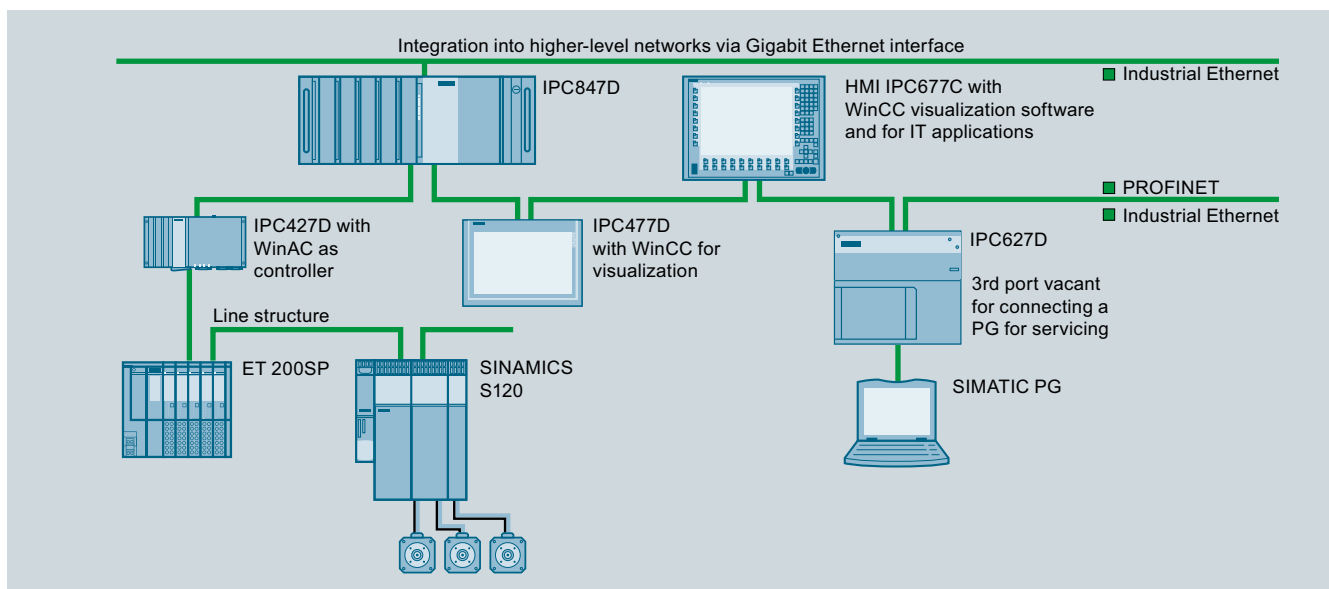 Integration into higher-level networks via Gigabit Ethernet interface
Industrial Ethernet
IPC847D
HMI IPC677C with
WinCC visualization software
and for IT applications
PROFINET
Industrial Ethernet
IPC427D with
WinAC as
controller
IPC477D
with WinCC for
visualization
IPC627D
3rd port vacant
for connecting a
PG for servicing
Line structure
ET 200SP
SINAMICS
S120
SIMATIC PG